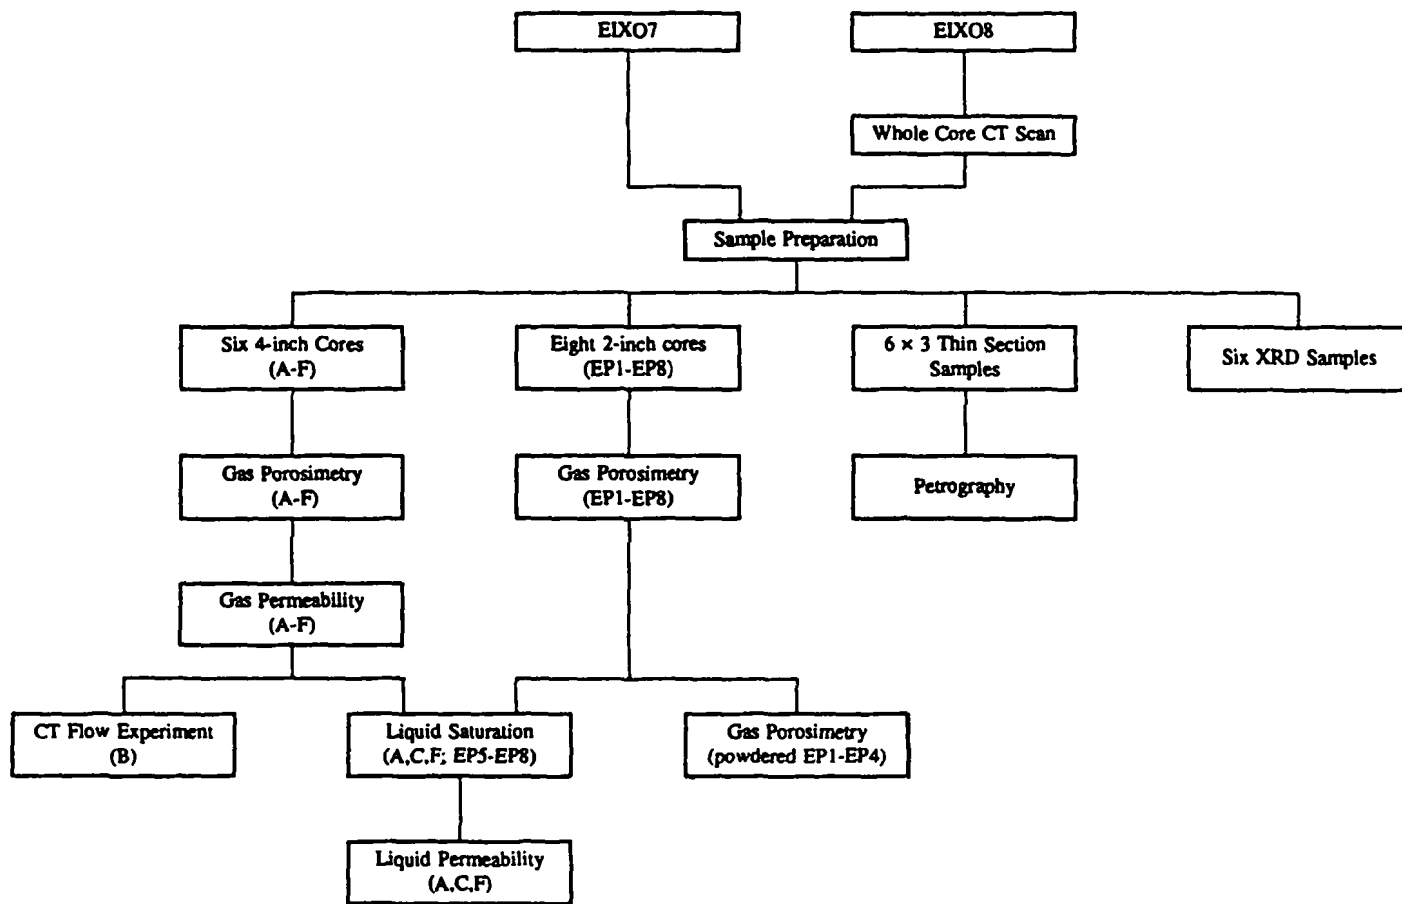 EIXO7
EIXO8
Whole Core CT Scan
Sample Preparation
Six 4-inch Cores
(A-F)
Eight 2-inch cores
(EP1-EP8)
6 × 3 Thin Section
Samples
Six XRD Samples
Gas Porosimetry
(A-F)
Gas Porosimetry
(EP1-EP8)
Petrography
Gas Permeability
(A-F)
CT Flow Experiment
(B)
Liquid Saturation
(A,C,F; EP5-EP8)
Gas Porosimetry
(powdered EP1-EP4)
Liquid Permeability
(A,C,F)